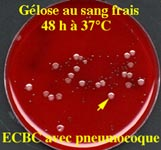 Gélose au sang frais
48 h à 37°C
ECBC avec pneumocoque